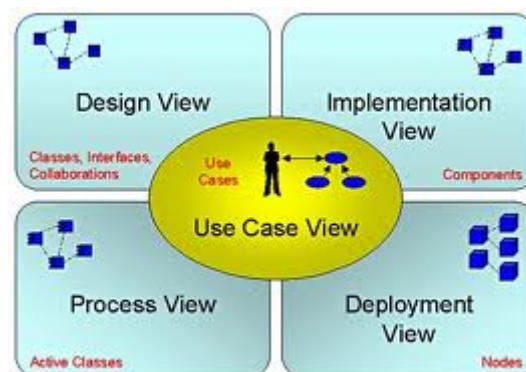 Design View
Classes, Interfaces,
Collaborations
Implementation
View
Components
Use
Cases
Use Case View
Process View
Active Classes
Deployment
View
Nodes